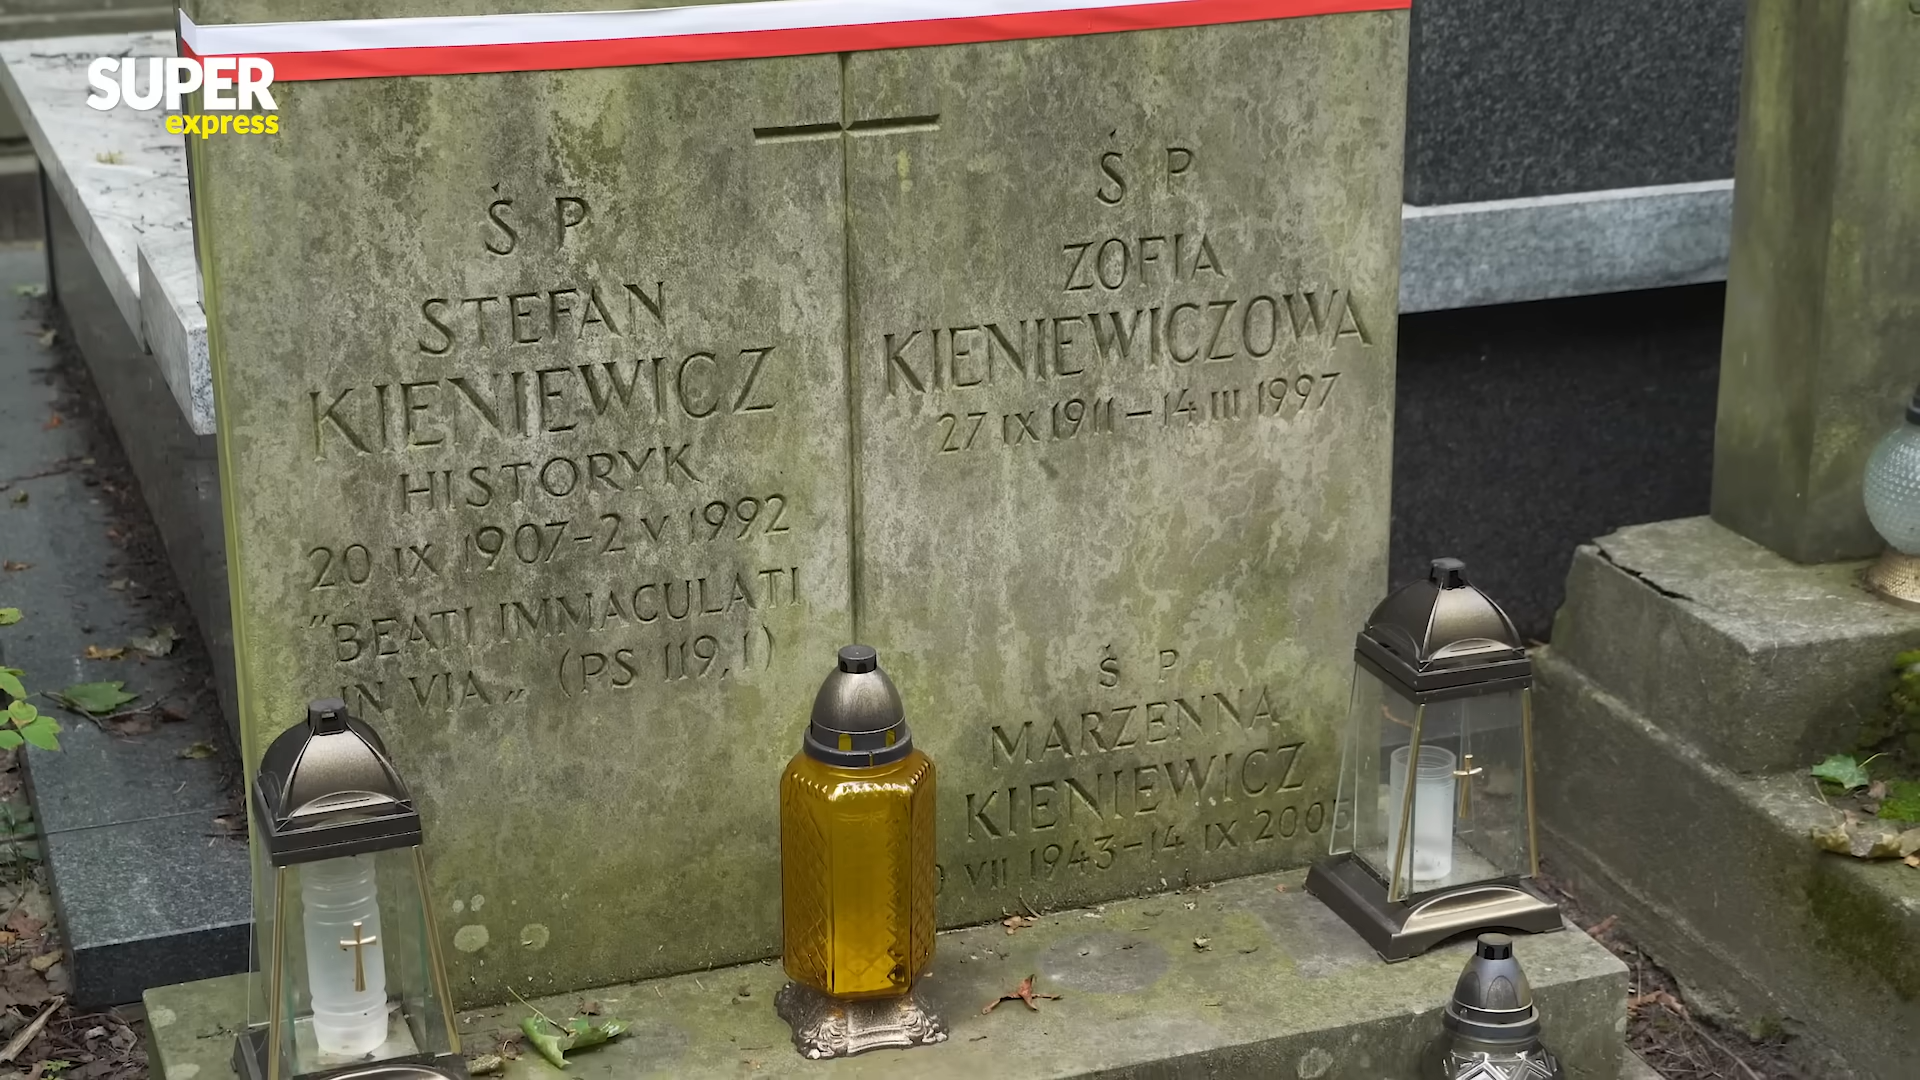 SUPER
express
Ś P
STEFAN
KIENIEWICZ
HISTORYK
20 IX 1907-2 V 1992
"BEATI IMMACULATI
IN VIA„ (PS 119,1)
Ś P
ZOFIA
KIENIEWICZOWA
27 IX 1911-14 III 1997
Ś P
MARZENNA
KIENIEWICZ
VII 1943-14 IX 2005